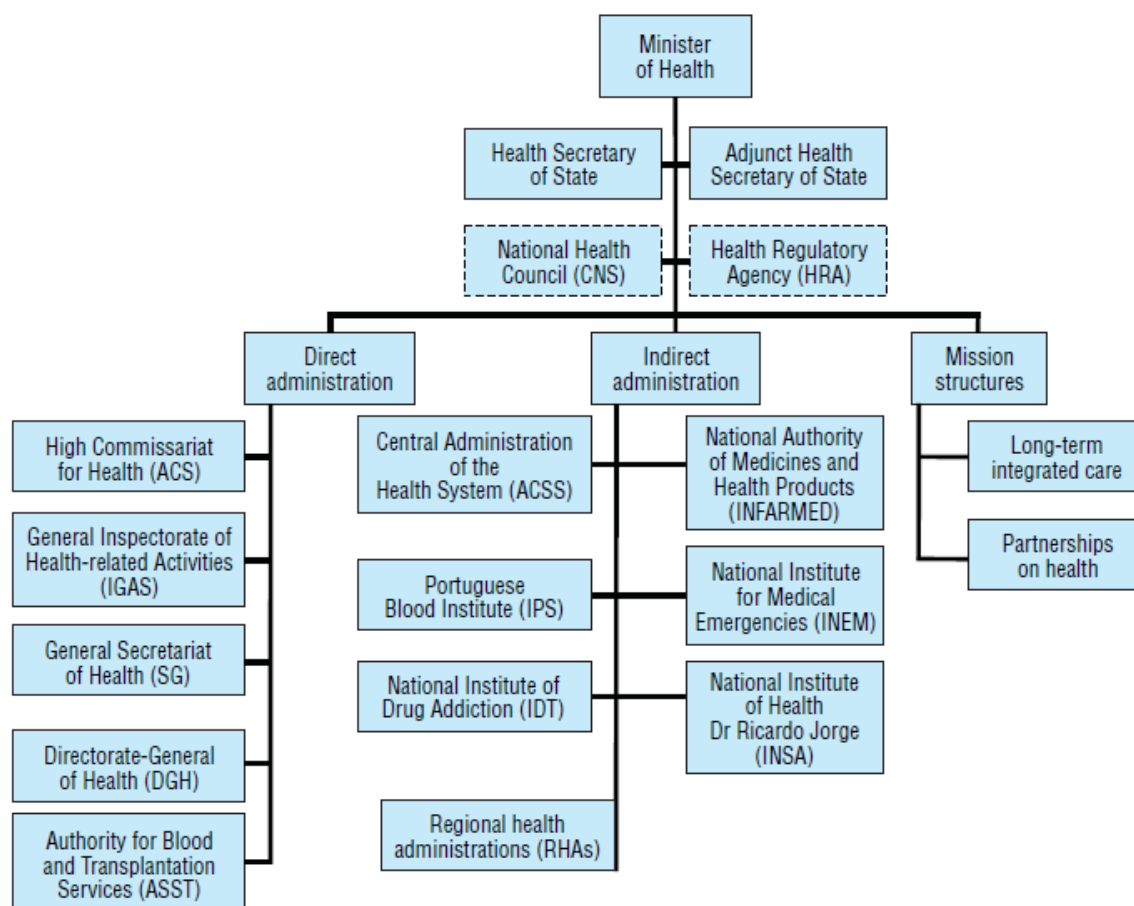 Minister
of Health
Health Secretary
of State
Adjunct Health
Secretary of State
National Health
Council (CNS)
Health Regulatory
Agency (HRA)
Direct
administration
Indirect
administration
Mission
structures
High Commissariat
for Health (ACS)
General Inspectorate of
Health-related Activities
(IGAS)
General Secretariat
of Health (SG)
Directorate-General
of Health (DGH)
Authority for Blood
and Transplantation
Services (ASST)
Central Administration
of the
Health System (ACSS)
National Authority
of Medicines and
Health Products
(INFARMED)
Portuguese
Blood Institute (IPS)
National Institute
for Medical
Emergencies (INEM)
National Institute of
Drug Addiction (IDT)
National Institute
of Health
Dr Ricardo Jorge
(INSA)
Regional health
administrations (RHAs)
Long-term
integrated care
Partnerships
on health